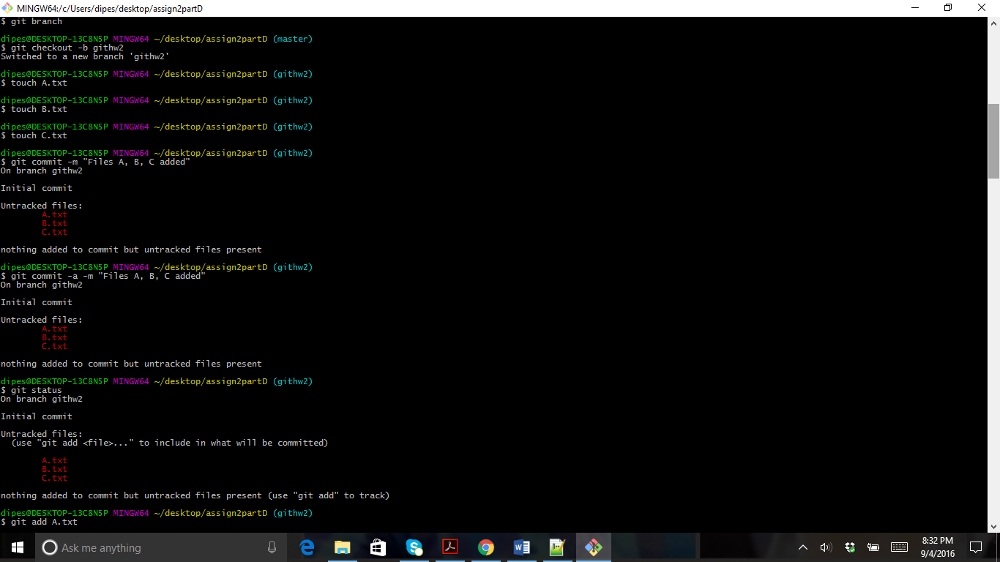 MINGW64:/c/Users/dipes/desktop/assign2partD
$ git branch
dipes@DESKTOP-13C8N5P MINGW64 ~/desktop/assign2partD (master)
$ git checkout -b githw2
Switched to a new branch 'githw2'
dipes@DESKTOP-13C8N5P MINGW64 ~/desktop/assign2partD (githw2)
$ touch A.txt
dipes@DESKTOP-13C8N5P MINGW64 ~/desktop/assign2partD (githw2)
$ touch B.txt
dipes@DESKTOP-13C8N5P MINGW64 ~/desktop/assign2partD (githw2)
$ touch C.txt
dipes@DESKTOP-13C8N5P MINGW64 ~/desktop/assign2partD (githw2)
$ git commit -m "Files A, B, C added"
On branch githw2
Initial commit
Untracked files:
A.txt
B.txt
C.txt
nothing added to commit but untracked files present
dipes@DESKTOP-13C8N5P MINGW64 ~/desktop/assign2partD (githw2)
$ git commit -a -m "Files A, B, C added"
On branch githw2
Initial commit
Untracked files:
A.txt
B.txt
C.txt
nothing added to commit but untracked files present
dipes@DESKTOP-13C8N5P MINGW64 ~/desktop/assign2partD (githw2)
$ git status
On branch githw2
Initial commit
Untracked files:
(use "git add <file>..." to include in what will be committed)
A.txt
B.txt
C.txt
nothing added to commit but untracked files present (use "git add" to track)
dipes@DESKTOP-13C8N5P MINGW64 ~/desktop/assign2partD (githw2)
$ git add A.txt
Ask me anything
8:32 PM
9/4/2016